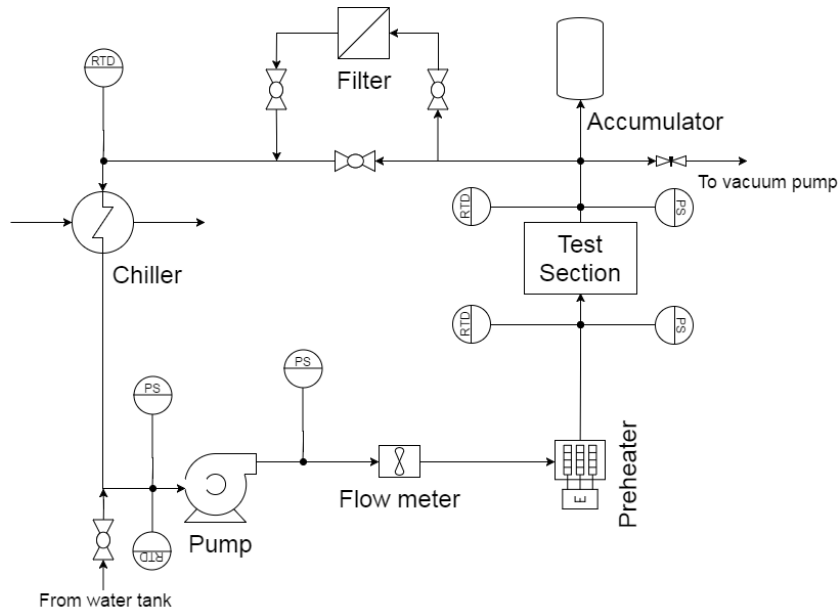 RTD
Filter
Accumulator
To vacuum pump
RTD
PS
Test
Section
Chiller
RTD
PS
PS
PS
Flow meter
Preheater
E
Pump
RTD
From water tank